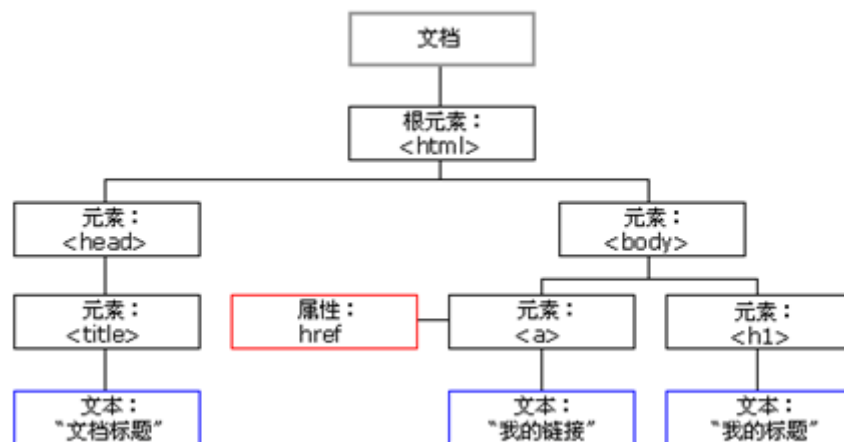 文档
根元素：
<html>
元素：
<head>
元素：
<body>
元素：
<title>
属性：
href
元素：
<a>
元素：
<h1>
文本：
“文档标题”
文本：
“我的链接”
文本：
“我的标题”